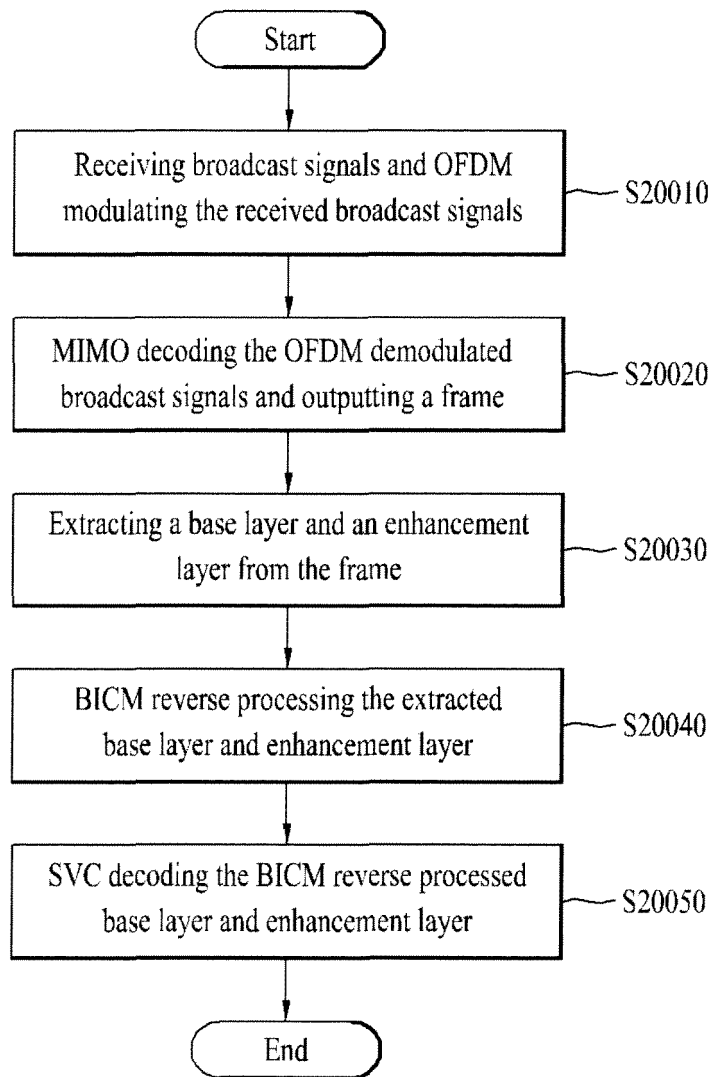 Start
Receiving broadcast signals and OFDM
modulating the received broadcast signals
S20010
MIMO decoding the OFDM demodulated
broadcast signals and outputting a frame
S20020
Extracting a base layer and an enhancement
layer from the frame
S20030
BICM reverse processing the extracted
base layer and enhancement layer
S20040
SVC decoding the BICM reverse processed
base layer and enhancement layer
S20050
End